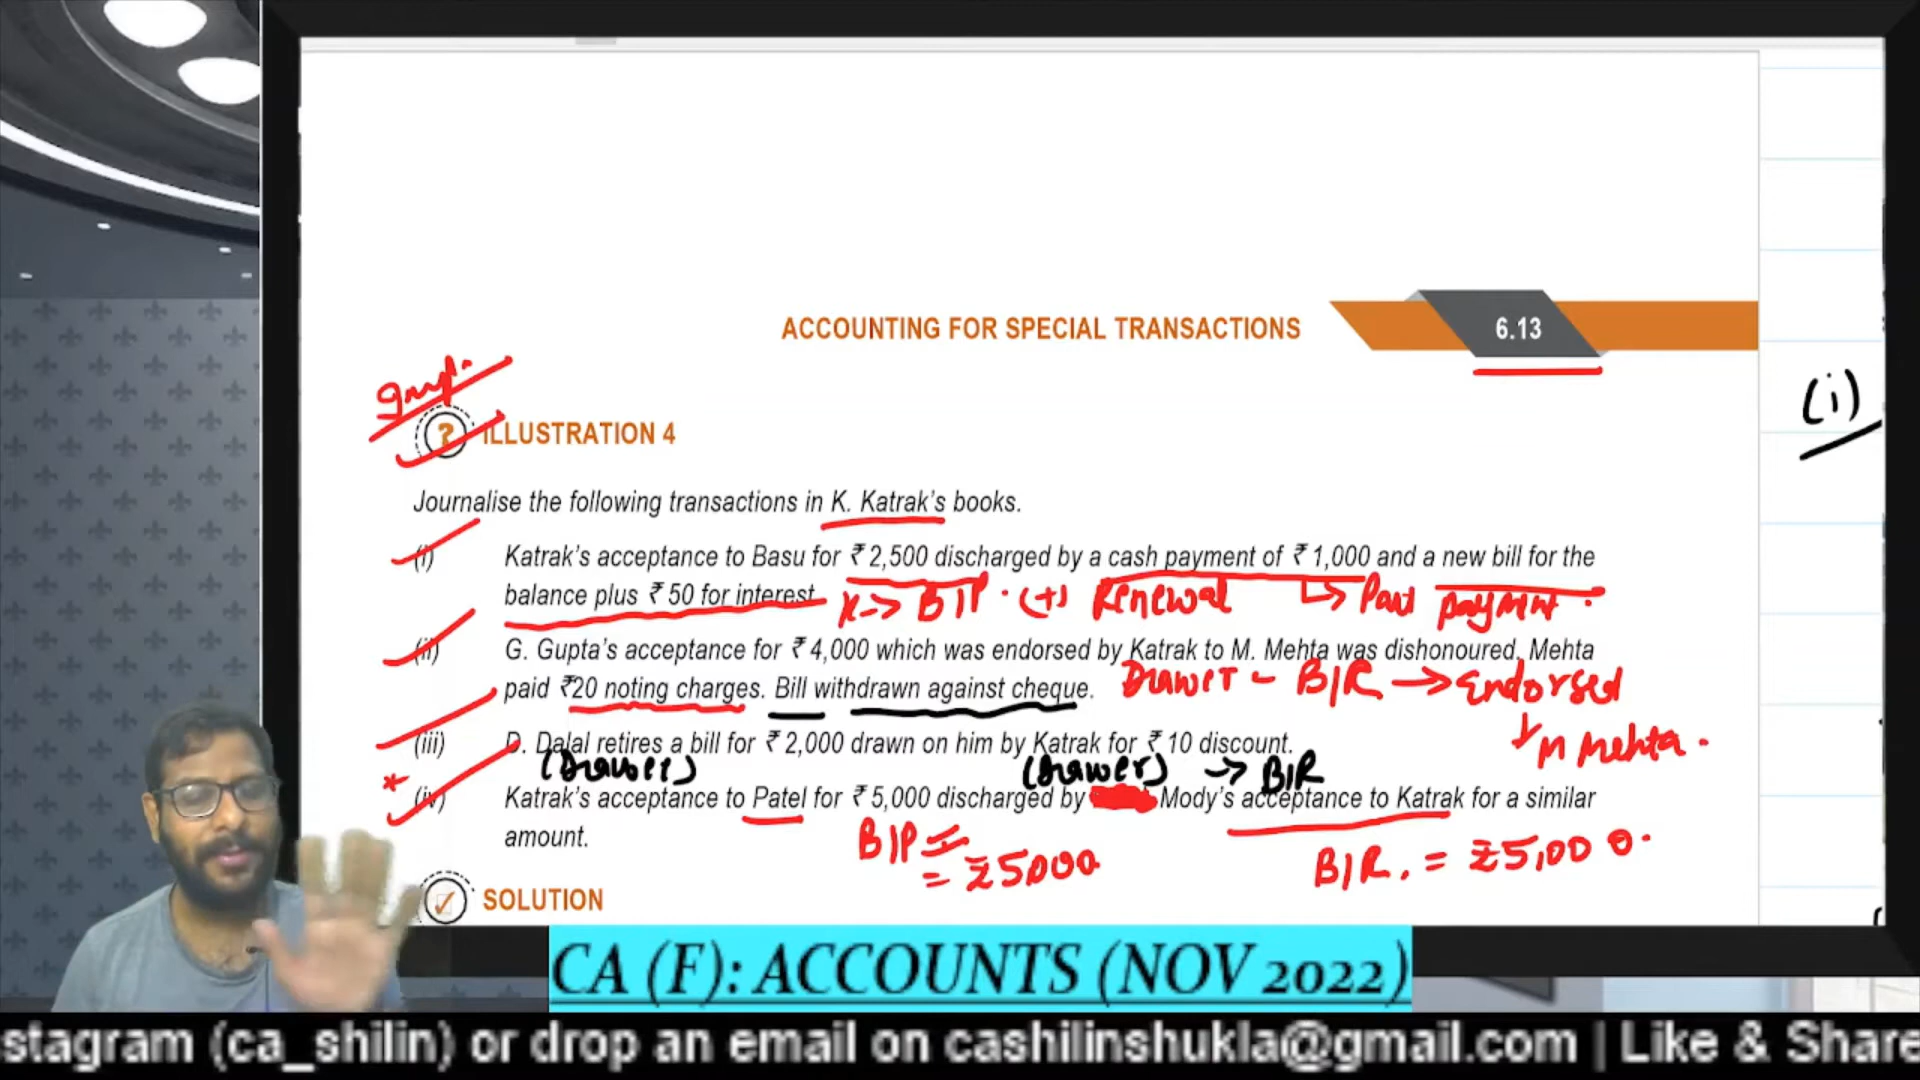 ACCOUNTING FOR SPECIAL TRANSACTIONS
6.13
Imp.
(i)
ILLUSTRATION 4
Journalise the following transactions in K. Katrak's books.
(i) Katrak's acceptance to Basu for ₹ 2,500 discharged by a cash payment of ₹ 1,000 and a new bill for the
balance plus ₹ 50 for interest
K -> B/P. (+) Renewal -> Part payment.
(ii) G. Gupta's acceptance for ₹ 4,000 which was endorsed by Katrak to M. Mehta was dishonoured. Mehta
paid ₹20 noting charges. Bill withdrawn against cheque.
Drawer - B/R -> Endorsed
M Mehta.
(iii) D. Dalal retires a bill for ₹ 2,000 drawn on him by Katrak for ₹ 10 discount.
(Drawer) -> B/R
(iv) Katrak's acceptance to Patel for ₹ 5,000 discharged by Mody's acceptance to Katrak for a similar
amount.
B/P = ₹5,000
B/R. = ₹5,000.
SOLUTION
CA (F): ACCOUNTS (NOV 2022)
stagram (ca_shilin) or drop an email on cashilinshukla@gmail.com | Like & Share